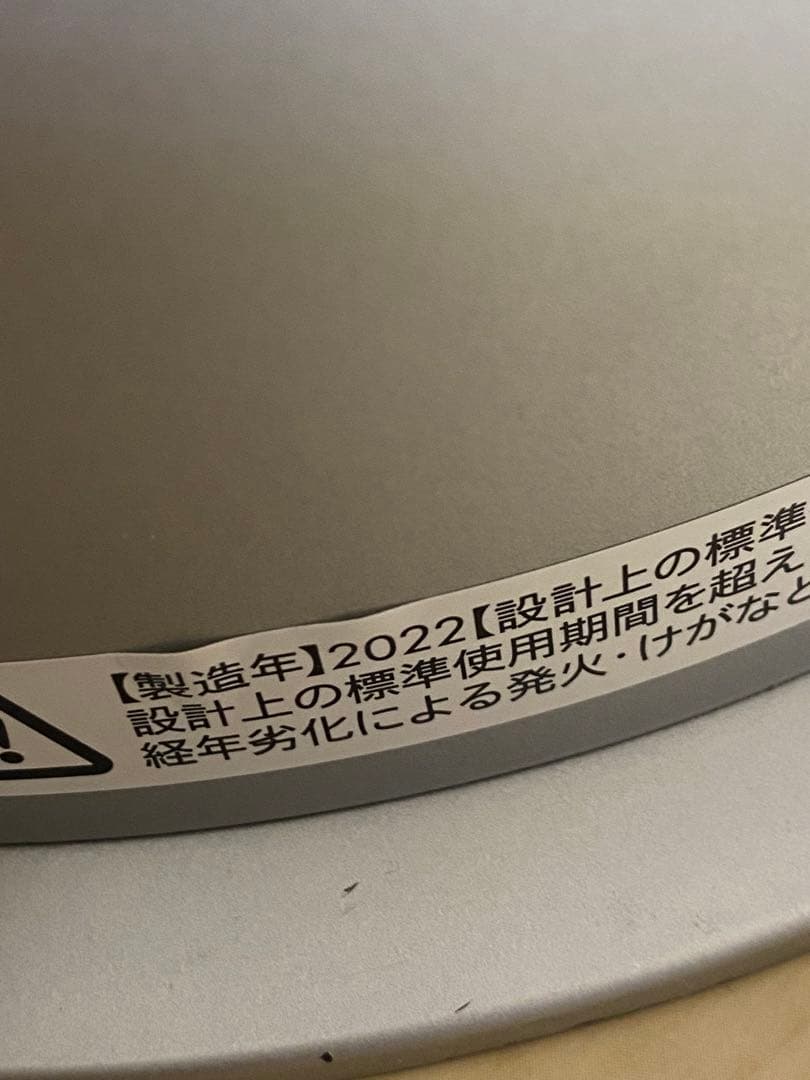 【製造年】2022【設計上の標準
設計上の標準使用期間を超え
経年劣化による発火・けがなど